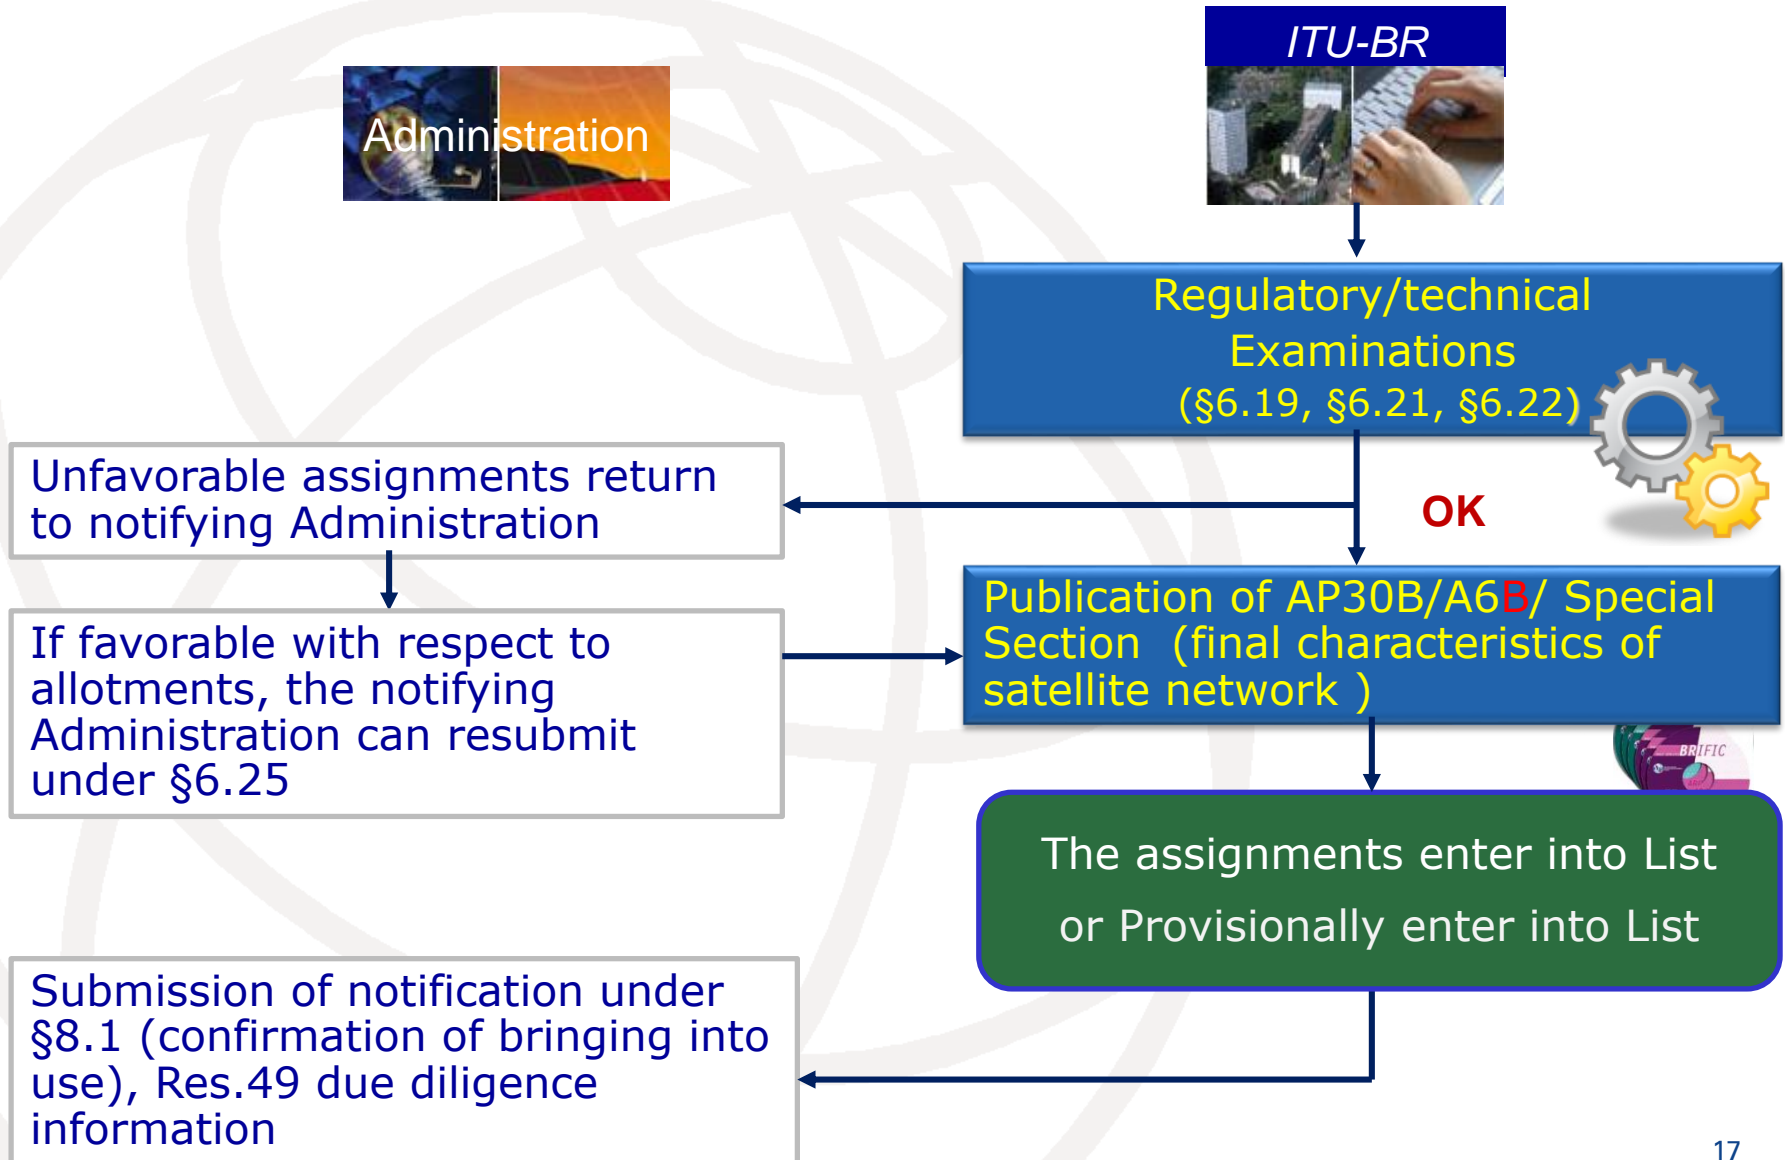 ITU-BR
Administration
Regulatory/technical
Examinations
(§6.19, §6.21, §6.22)
Unfavorable assignments return
to notifying Administration
OK
If favorable with respect to
allotments, the notifying
Administration can resubmit
under §6.25
Publication of AP30B/A6B/ Special
Section (final characteristics of
satellite network )
BRIFIC
The assignments enter into List
or Provisionally enter into List
Submission of notification under
§8.1 (confirmation of bringing into
use), Res.49 due diligence
information
17